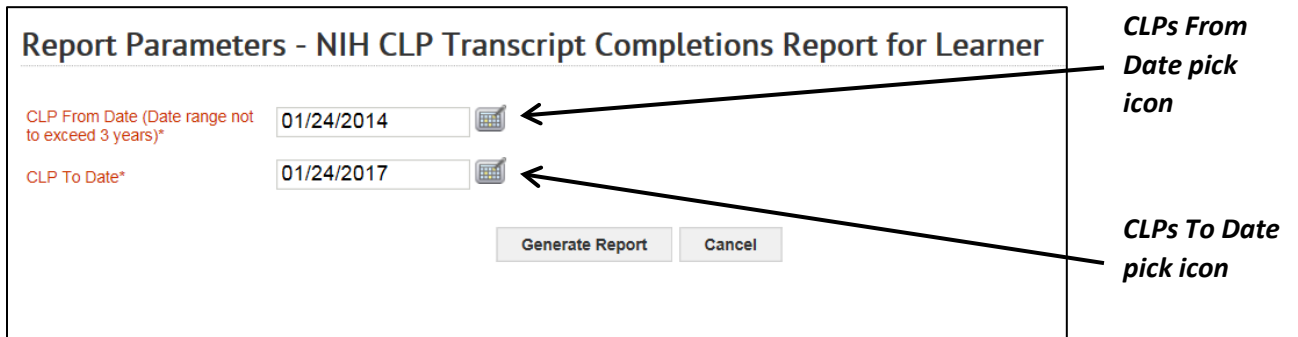 Report Parameters - NIH CLP Transcript Completions Report for Learner
CLP From Date (Date range not
to exceed 3 years)*
01/24/2014
CLP To Date*
01/24/2017
Generate Report
Cancel
CLPs From
Date pick
icon
CLPs To Date
pick icon